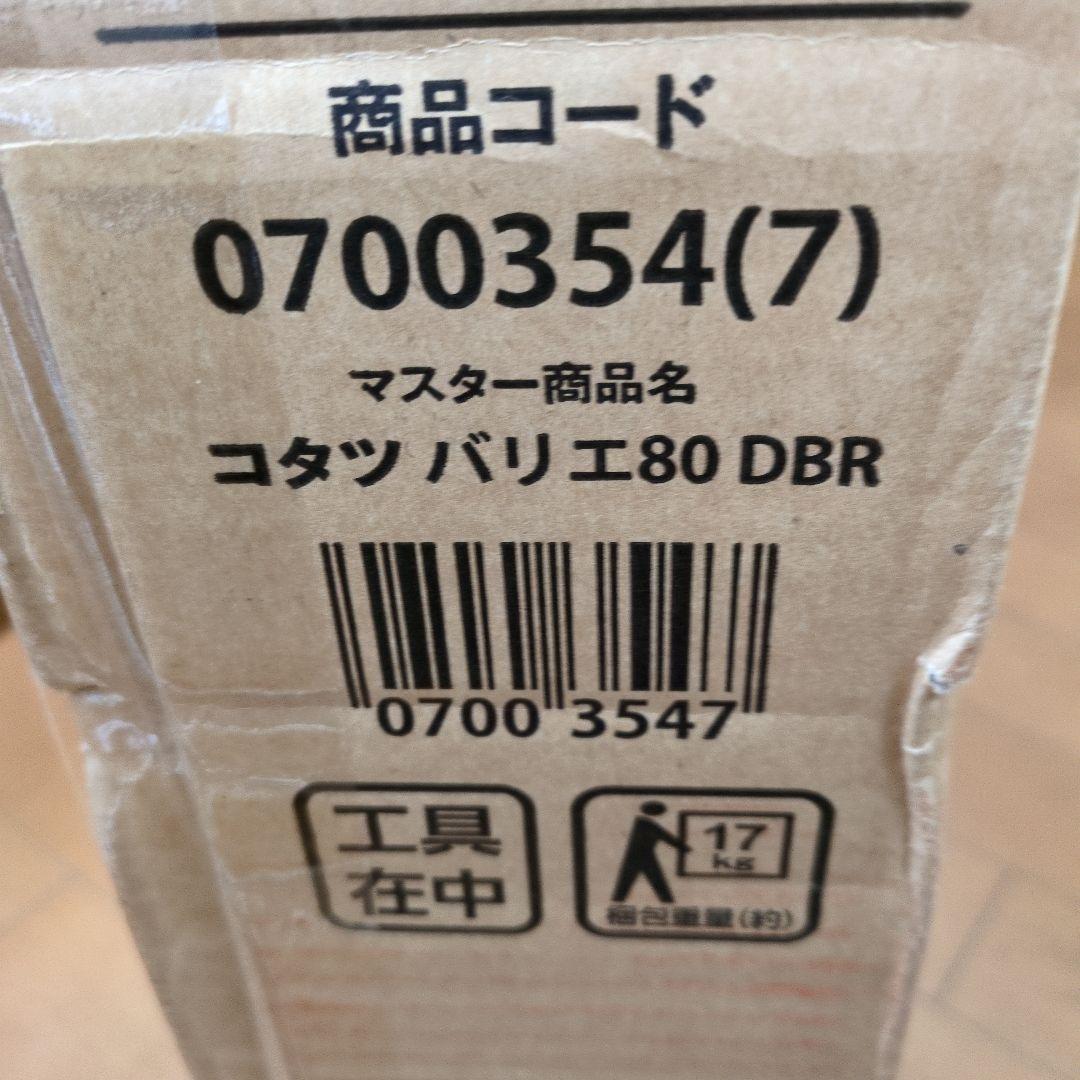 商品コード
0700354(7)
マスター商品名
コタツ バリエ80 DBR
0700 3547
工具
在中
17
kg
梱包重量(約)